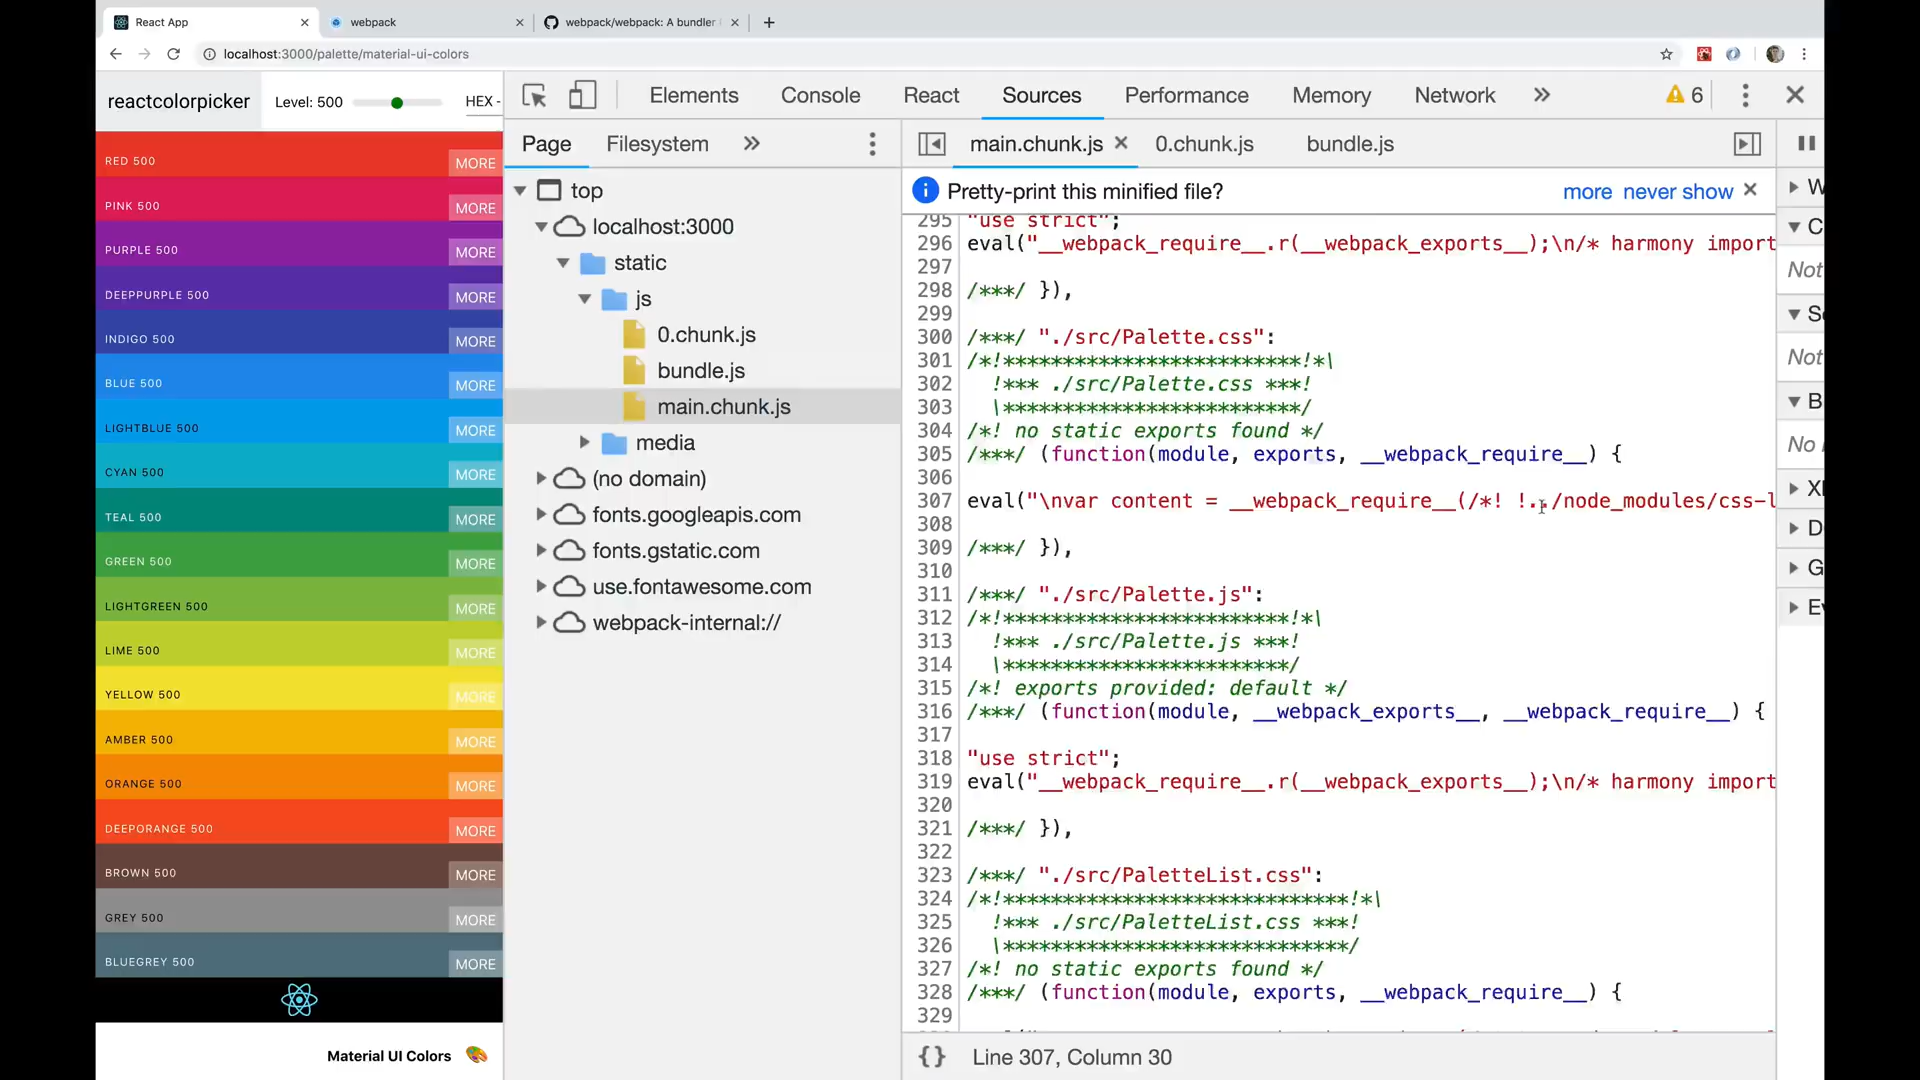 React App
webpack
webpack/webpack: A bundler
localhost:3000/palette/material-ui-colors
reactcolorpicker
Level: 500
HEX -
RED 500
MORE
PINK 500
MORE
PURPLE 500
MORE
DEEPPURPLE 500
MORE
INDIGO 500
MORE
BLUE 500
MORE
LIGHTBLUE 500
MORE
CYAN 500
MORE
TEAL 500
MORE
GREEN 500
MORE
LIGHTGREEN 500
MORE
LIME 500
MORE
YELLOW 500
MORE
AMBER 500
MORE
ORANGE 500
MORE
DEEPORANGE 500
MORE
BROWN 500
MORE
GREY 500
MORE
BLUEGREY 500
MORE
Material UI Colors
Elements Console React Sources Performance Memory Network » 6
Page Filesystem »
top
localhost:3000
static
js
0.chunk.js
bundle.js
main.chunk.js
media
(no domain)
fonts.googleapis.com
fonts.gstatic.com
use.fontawesome.com
webpack-internal://
main.chunk.js 0.chunk.js bundle.js
Pretty-print this minified file? more never show
295 "use strict";
296 eval("__webpack_require__.r(__webpack_exports__);\n/* harmony import
297
298 /***/ }),
299
300 /***/ "./src/Palette.css":
301 /*!*************************!*\
302 !*** ./src/Palette.css ***!
303 \*************************/
304 /*! no static exports found */
305 /***/ (function(module, exports, __webpack_require__) {
306
307 eval("\nvar content = __webpack_require__(/*! !../node_modules/css-l
308
309 /***/ }),
310
311 /***/ "./src/Palette.js":
312 /*!************************!*\
313 !*** ./src/Palette.js ***!
314 \************************/
315 /*! exports provided: default */
316 /***/ (function(module, __webpack_exports__, __webpack_require__) {
317
318 "use strict";
319 eval("__webpack_require__.r(__webpack_exports__);\n/* harmony import
320
321 /***/ }),
322
323 /***/ "./src/PaletteList.css":
324 /*!*****************************!*\
325 !*** ./src/PaletteList.css ***!
326 \*****************************/
327 /*! no static exports found */
328 /***/ (function(module, exports, __webpack_require__) {
329
{ } Line 307, Column 30
W
C
Not
Sc
Not
B
No
XI
D
G
Ev